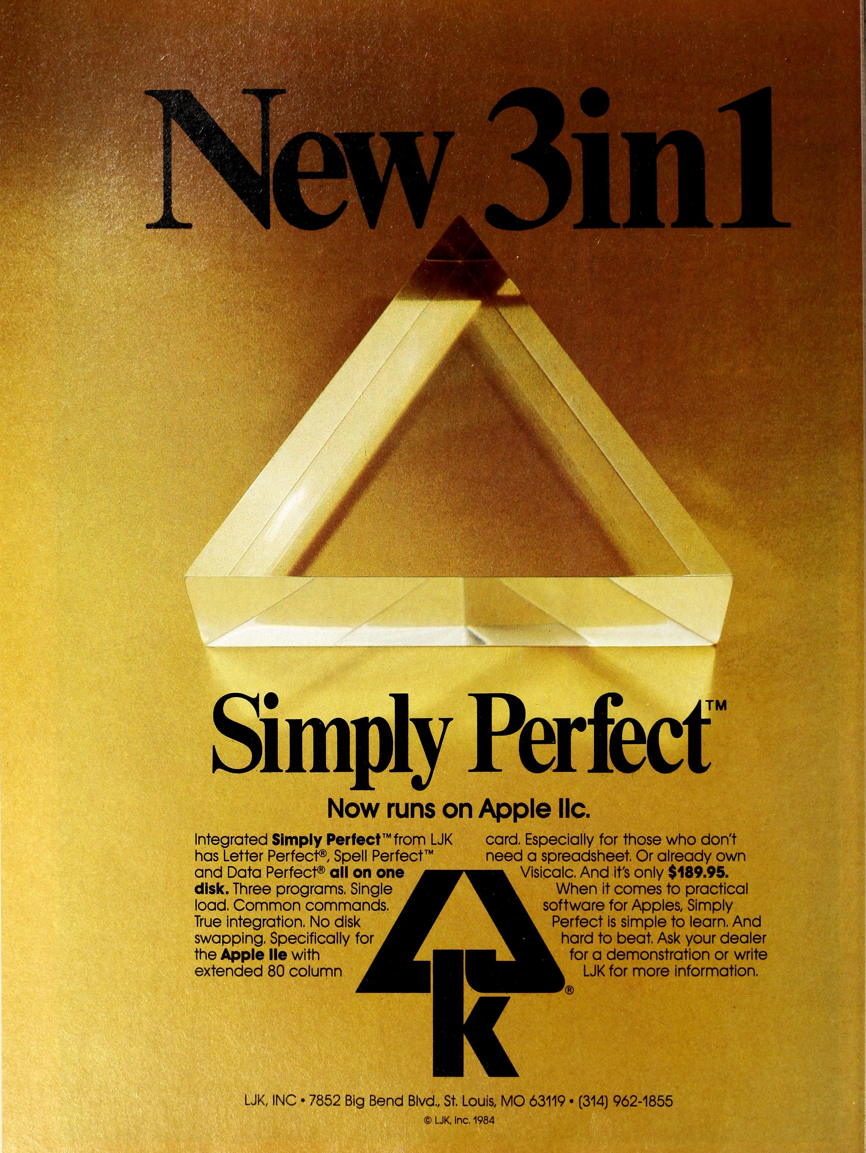 New 3in1
Simply Perfect™
Now runs on Apple IIc.
Integrated Simply Perfect™ from LJK
has Letter Perfect®, Spell Perfect™
and Data Perfect® all on one
disk. Three programs. Single
load. Common commands.
True integration. No disk
swapping. Specifically for
the Apple IIe with
extended 80 column
card. Especially for those who don't
need a spreadsheet. Or already own
Visicalc. And it's only $189.95.
When it comes to practical
software for Apples, Simply
Perfect is simple to learn. And
hard to beat. Ask your dealer
for a demonstration or write
LJK for more information.
LJk®
LJK, INC • 7852 Big Bend Blvd., St. Louis, MO 63119 • (314) 962-1855
© LJK, Inc. 1984